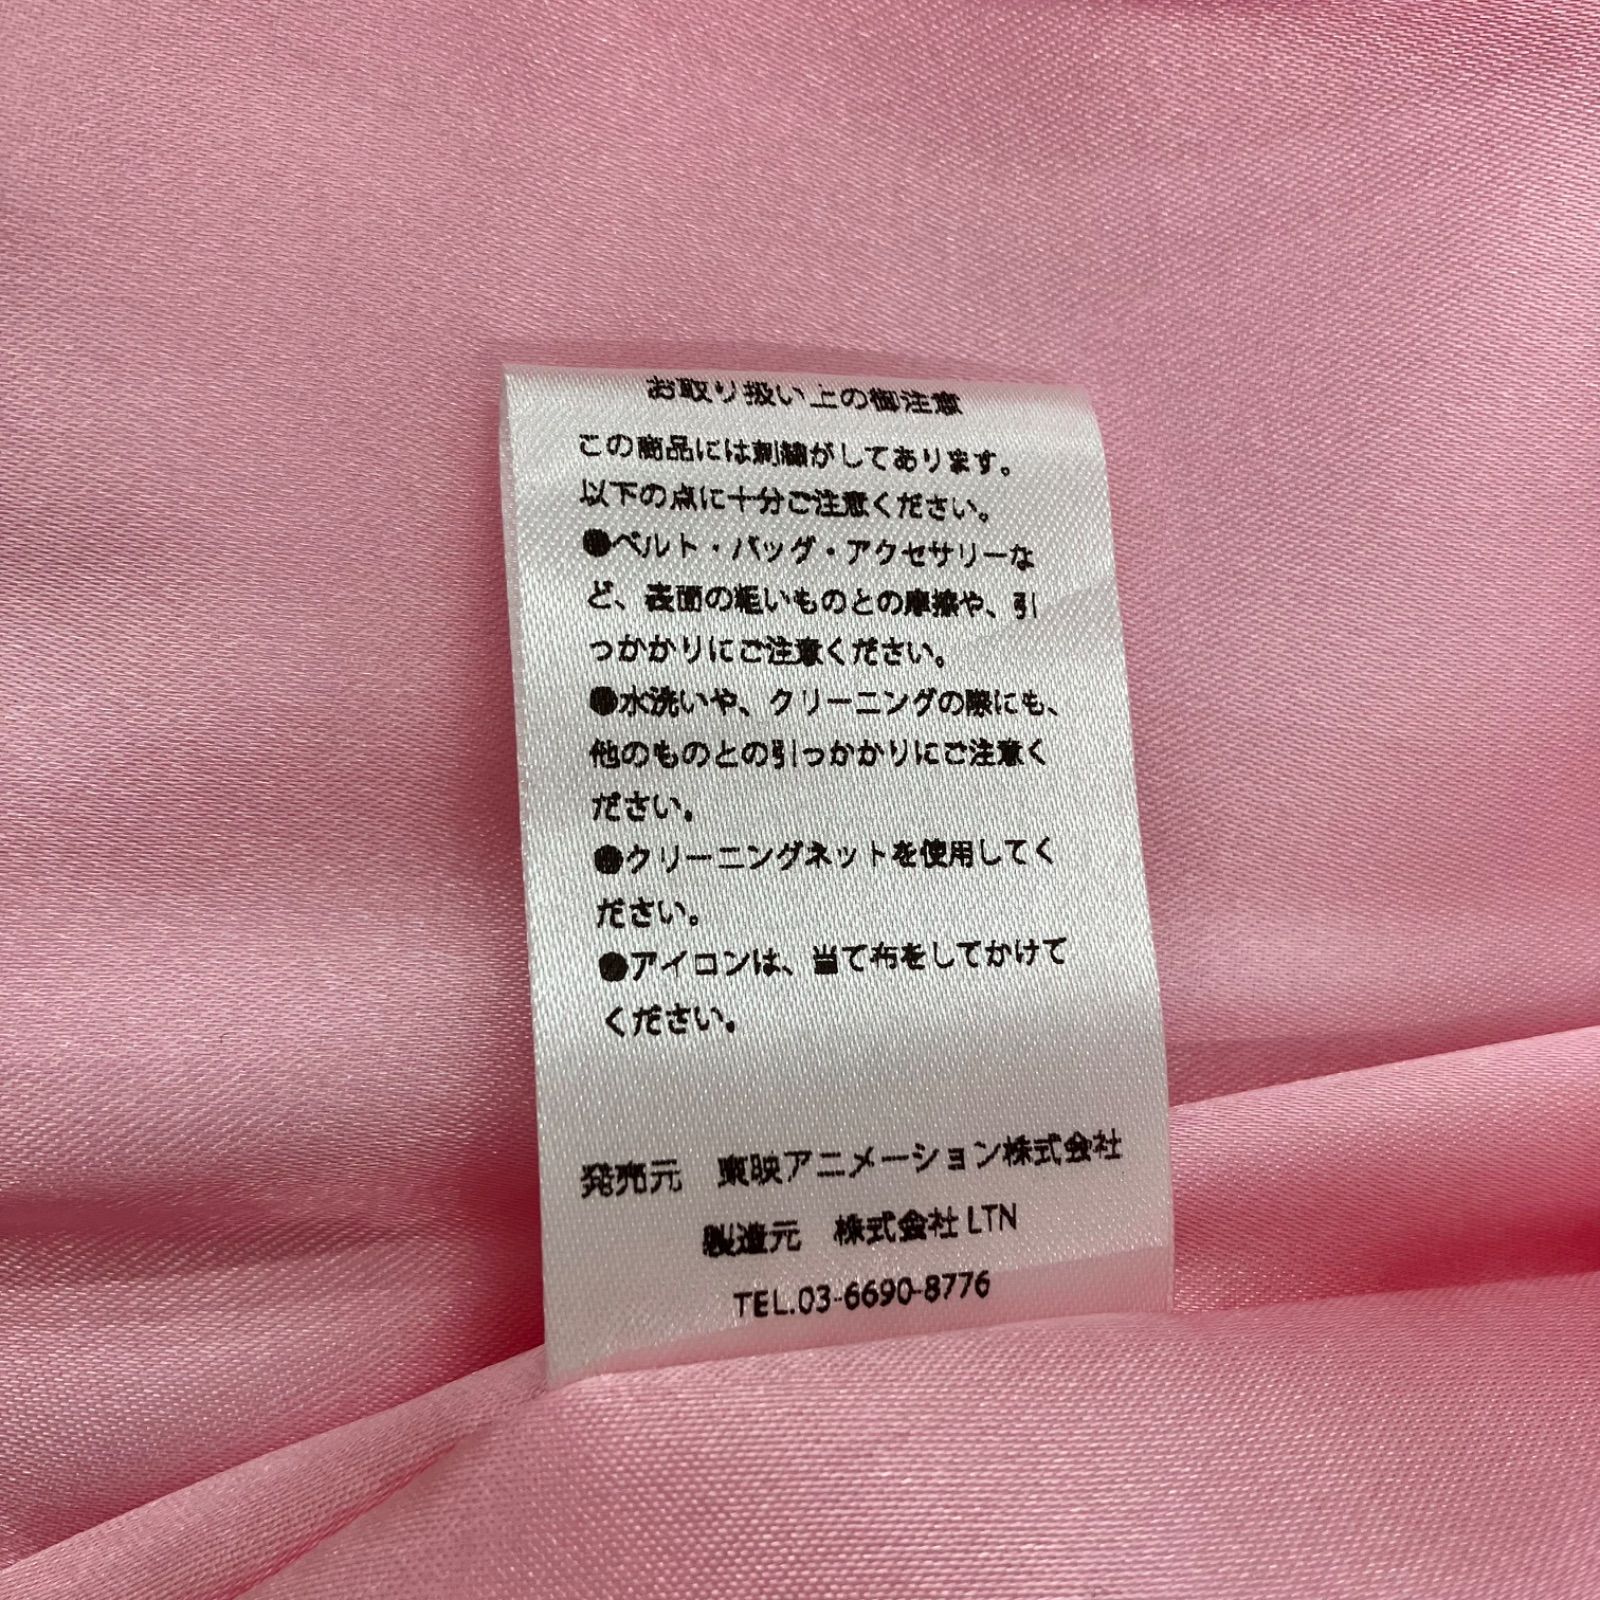 お取り扱い上の御注意
この商品には刺繍がしてあります。
以下の点に十分ご注意ください。
●ベルト・バッグ・アクセサリーな
ど、表面の粗いものとの摩擦や、引
っかかりにご注意ください。
●水洗いや、クリーニングの際にも、
他のものとの引っかかりにご注意く
ださい。
●クリーニングネットを使用してく
ださい。
●アイロンは、当て布をしてかけて
ください。
発売元　東映アニメーション株式会社
製造元　株式会社LTN
TEL.03-6690-8776